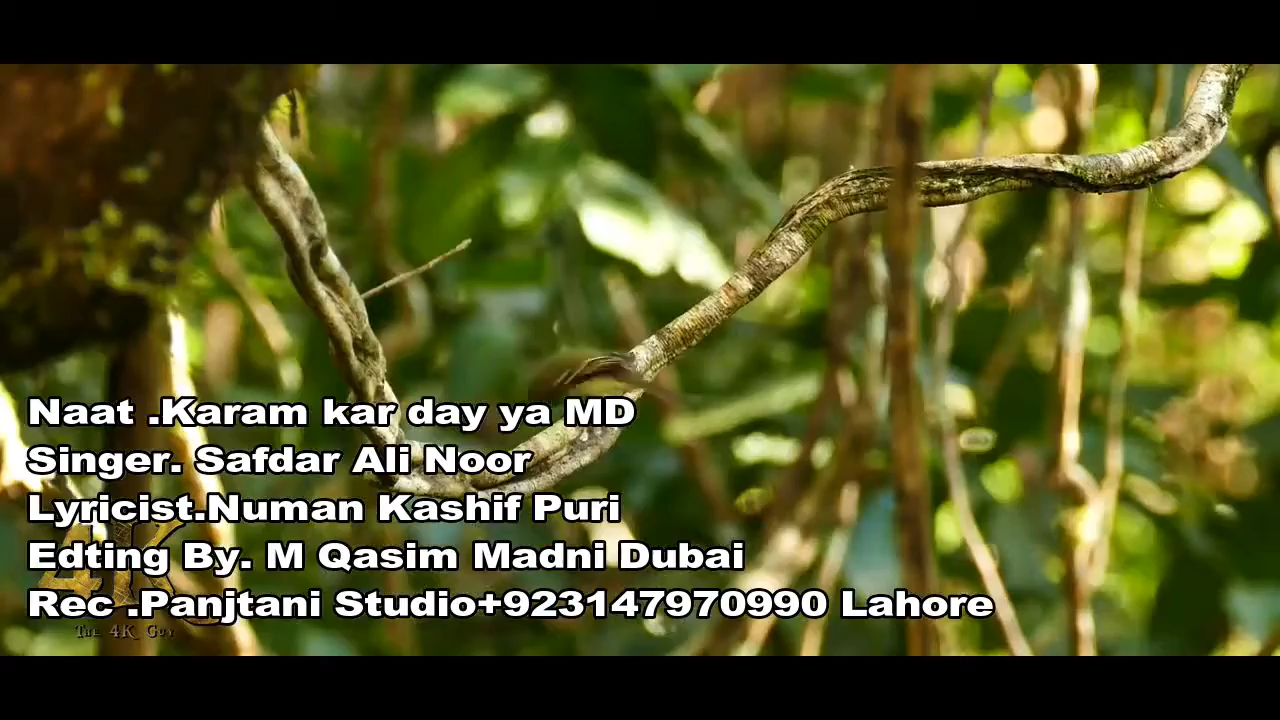 Naat .Karam kar day ya MD
Singer. Safdar Ali Noor
Lyricist.Numan Kashif Puri
Edting By. M Qasim Madni Dubai
Rec .Panjtani Studio+923147970990 Lahore
4K
The 4K Guy